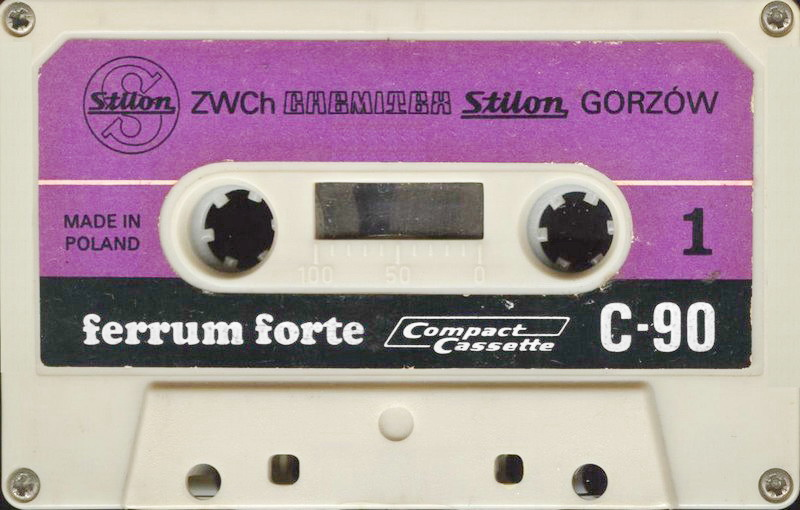 Stilon ZWCh CHEMITEX Stilon GORZÓW
S
MADE IN
POLAND
1
100 50 0
ferrum forte Compact Cassette C-90